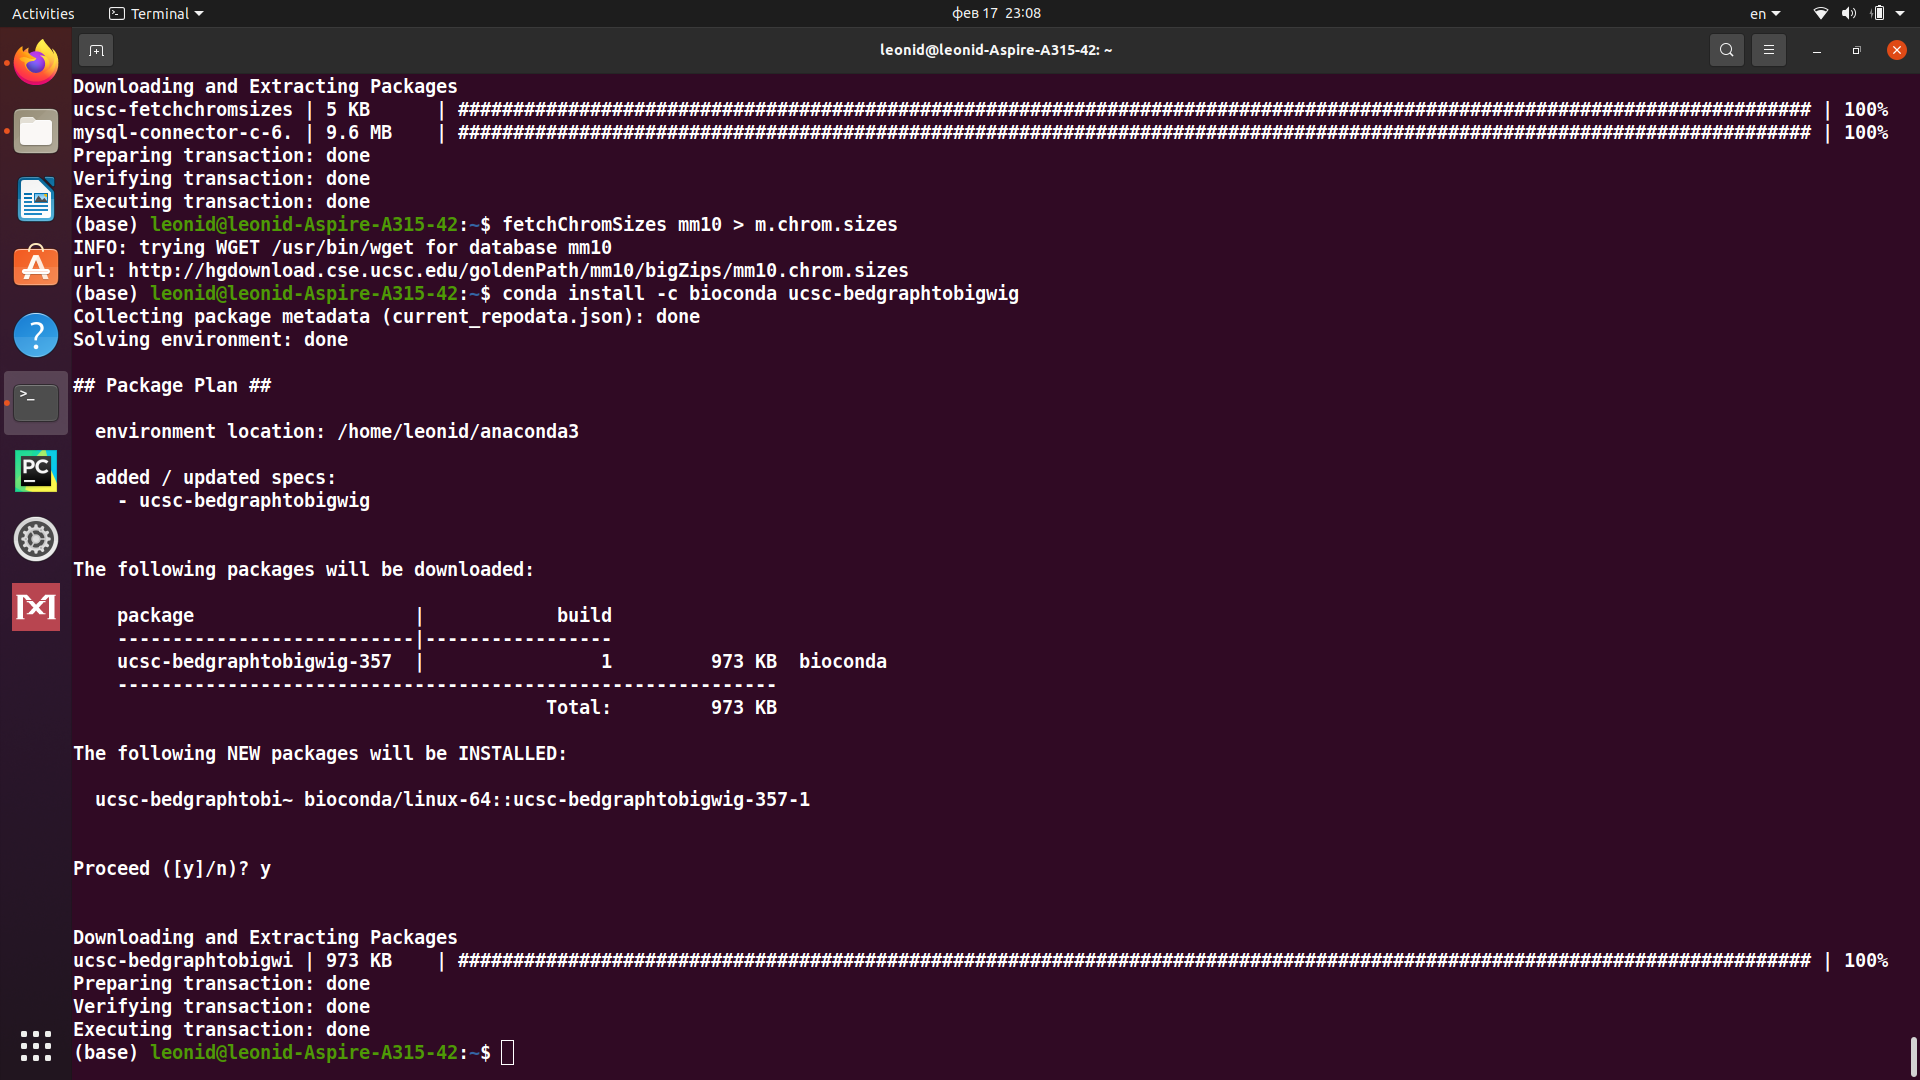 Activities
Terminal
фев 17 23:08
en
leonid@leonid-Aspire-A315-42: ~
Downloading and Extracting Packages
ucsc-fetchchromsizes | 5 KB      | ########################################################################################################################### | 100%
mysql-connector-c-6. | 9.6 MB    | ########################################################################################################################### | 100%
Preparing transaction: done
Verifying transaction: done
Executing transaction: done
(base) leonid@leonid-Aspire-A315-42:~$ fetchChromSizes mm10 > m.chrom.sizes
INFO: trying WGET /usr/bin/wget for database mm10
url: http://hgdownload.cse.ucsc.edu/goldenPath/mm10/bigZips/mm10.chrom.sizes
(base) leonid@leonid-Aspire-A315-42:~$ conda install -c bioconda ucsc-bedgraphtobigwig
Collecting package metadata (current_repodata.json): done
Solving environment: done
## Package Plan ##
  environment location: /home/leonid/anaconda3
  added / updated specs:
    - ucsc-bedgraphtobigwig
The following packages will be downloaded:
    package                    |            build
    ---------------------------|-----------------
    ucsc-bedgraphtobigwig-357  |                1         973 KB  bioconda
    ------------------------------------------------------------
                                           Total:         973 KB
The following NEW packages will be INSTALLED:
  ucsc-bedgraphtobi~ bioconda/linux-64::ucsc-bedgraphtobigwig-357-1
Proceed ([y]/n)? y
Downloading and Extracting Packages
ucsc-bedgraphtobigwi | 973 KB    | ########################################################################################################################### | 100%
Preparing transaction: done
Verifying transaction: done
Executing transaction: done
(base) leonid@leonid-Aspire-A315-42:~$
PC